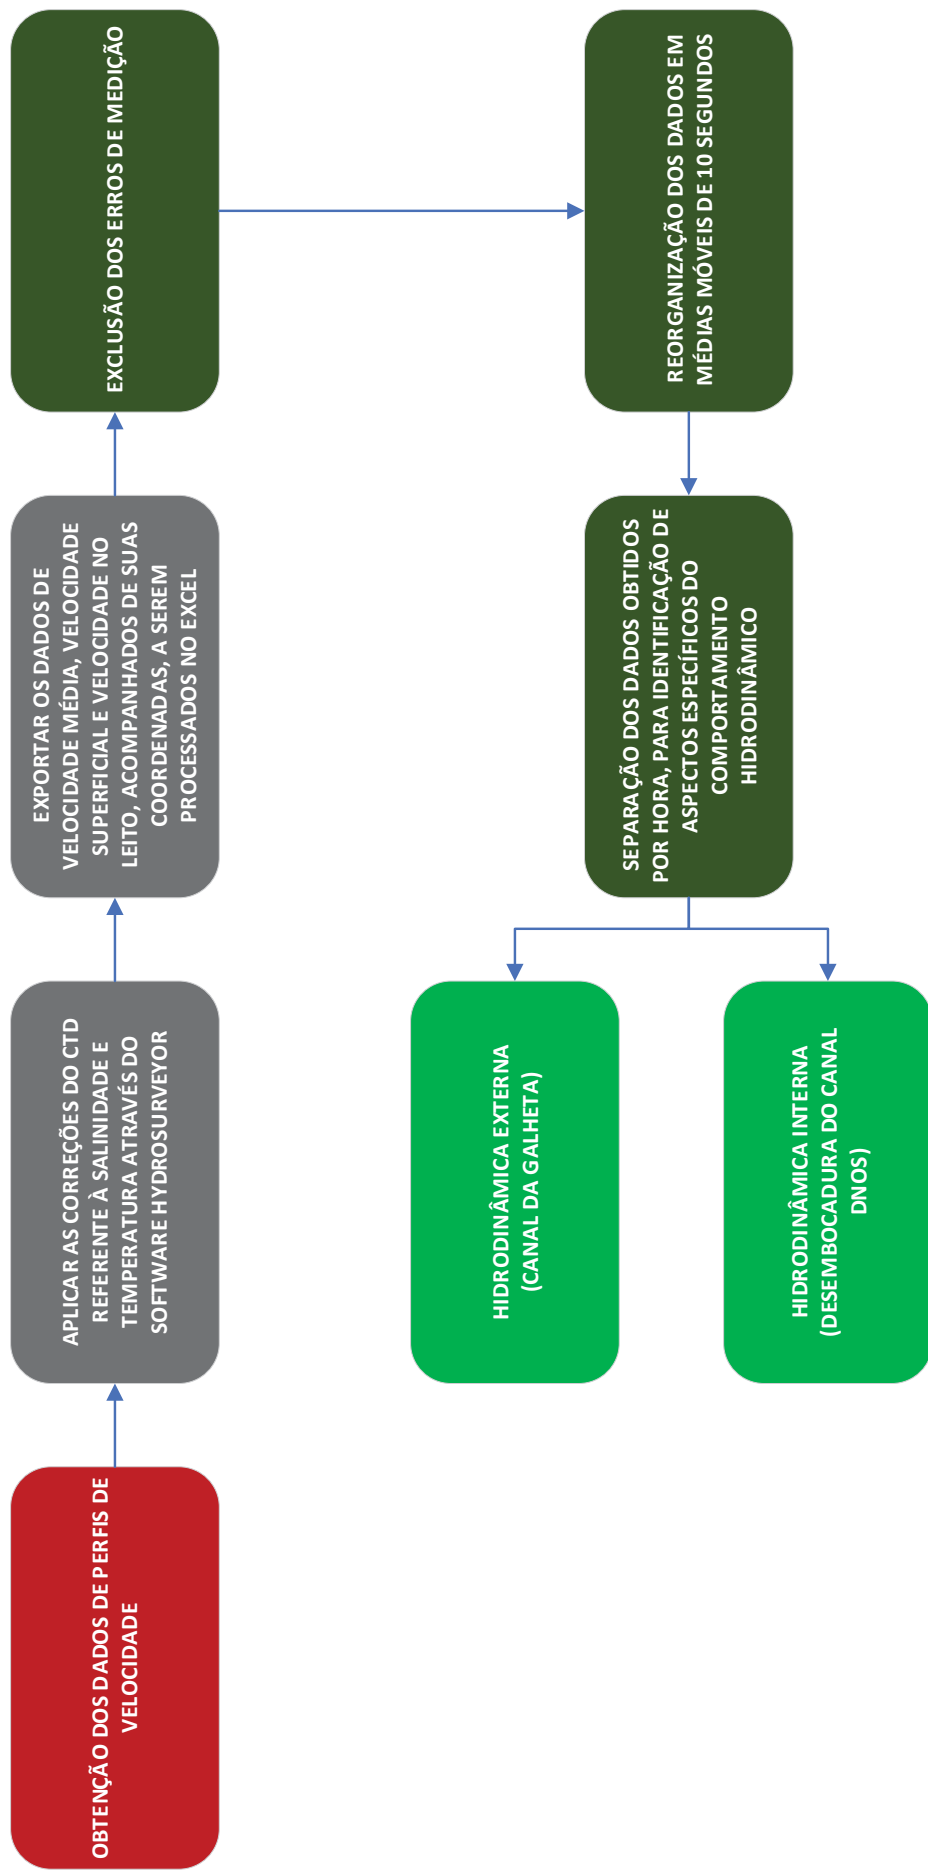 OBTENÇÃO DOS DADOS DE PERFIS DE
VELOCIDADE
APLICAR AS CORREÇÕES DO CTD
REFERENTE À SALINIDADE E
TEMPERATURA ATRAVÉS DO
SOFTWARE HYDROSURVEYOR
EXPORTAR OS DADOS DE
VELOCIDADE MÉDIA, VELOCIDADE
SUPERFICIAL E VELOCIDADE NO
LEITO, ACOMPANHADOS DE SUAS
COORDENADAS, A SEREM
PROCESSADOS NO EXCEL
EXCLUSÃO DOS ERROS DE MEDIÇÃO
REORGANIZAÇÃO DOS DADOS EM
MÉDIAS MÓVEIS DE 10 SEGUNDOS
SEPARAÇÃO DOS DADOS OBTIDOS
POR HORA, PARA IDENTIFICAÇÃO DE
ASPECTOS ESPECÍFICOS DO
COMPORTAMENTO
HIDRODINÂMICO
HIDRODINÂMICA EXTERNA
(CANAL DA GALHETA)
HIDRODINÂMICA INTERNA
(DESEMBOCADURA DO CANAL
DNOS)